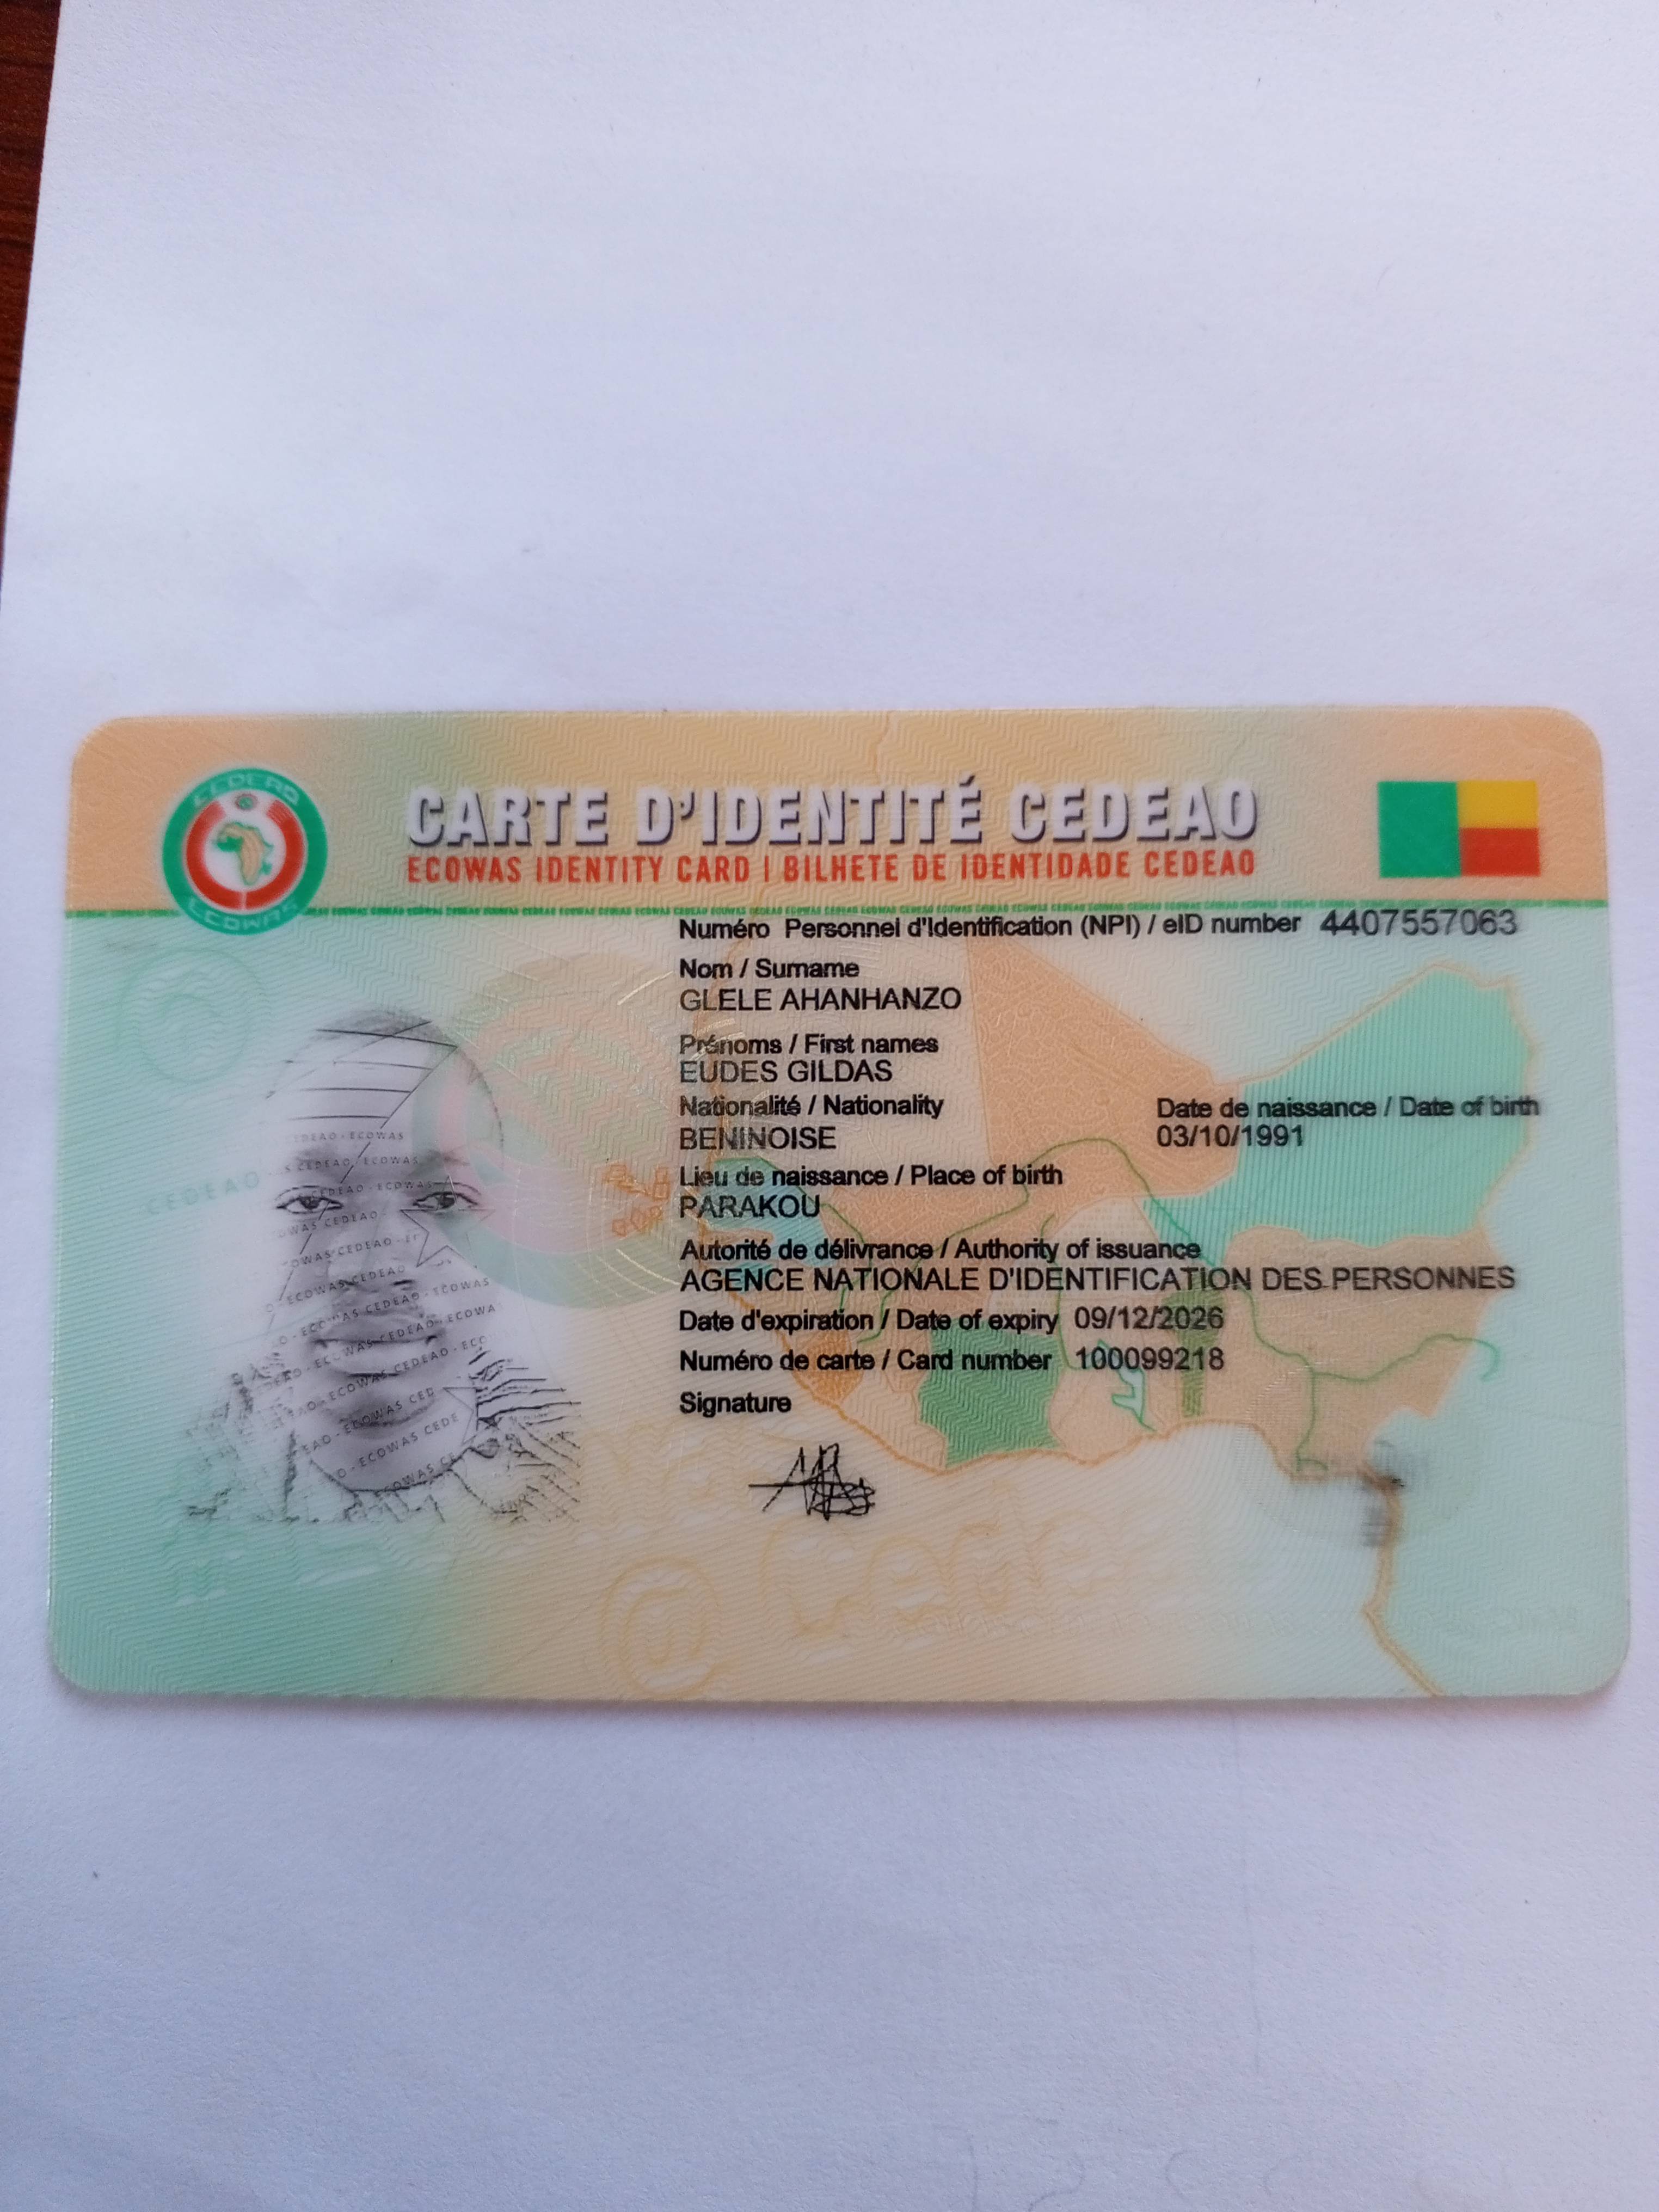 CEDEAO
ECOWAS
CARTE D'IDENTITÉ CEDEAO
ECOWAS IDENTITY CARD | BILHETE DE IDENTIDADE CEDEAO
Numéro Personnel d'Identification (NPI) / eID number 4407557063
Nom / Surname
GLELE AHANHANZO
Prénoms / First names
EUDES GILDAS
Nationalité / Nationality
BENINOISE
Date de naissance / Date of birth
03/10/1991
Lieu de naissance / Place of birth
PARAKOU
Autorité de délivrance / Authority of issuance
AGENCE NATIONALE D'IDENTIFICATION DES PERSONNES
Date d'expiration / Date of expiry 09/12/2026
Numéro de carte / Card number 100099218
Signature